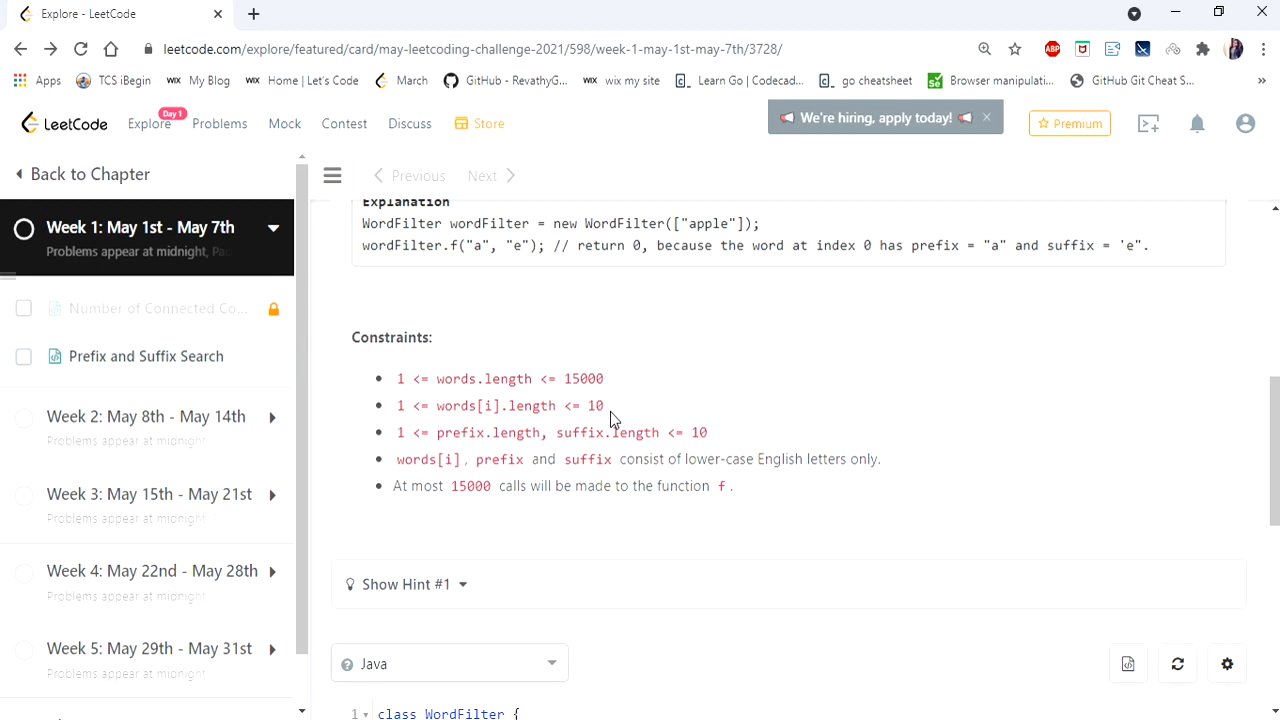 Explore - LeetCode
leetcode.com/explore/featured/card/may-leetcoding-challenge-2021/598/week-1-may-1st-may-7th/3728/
Apps TCS iBegin WIX My Blog WIX Home | Let's Code March GitHub - RevathyG... WIX wix my site Learn Go | Codecad... go cheatsheet Browser manipulati... GitHub Git Cheat S... »
LeetCode Explore Day 1 Problems Mock Contest Discuss Store We're hiring, apply today! Premium
Back to Chapter
Previous Next
Week 1: May 1st - May 7th
Problems appear at midnight, Pac
Number of Connected Co...
Prefix and Suffix Search
Week 2: May 8th - May 14th
Problems appear at midnight
Week 3: May 15th - May 21st
Problems appear at midnight
Week 4: May 22nd - May 28th
Problems appear at midnight
Week 5: May 29th - May 31st
Problems appear at midnight
Explanation
WordFilter wordFilter = new WordFilter(["apple"]);
wordFilter.f("a", "e"); // return 0, because the word at index 0 has prefix = "a" and suffix = 'e".
Constraints:
• 1 <= words.length <= 15000
• 1 <= words[i].length <= 10
• 1 <= prefix.length, suffix.length <= 10
• words[i], prefix and suffix consist of lower-case English letters only.
• At most 15000 calls will be made to the function f.
Show Hint #1
Java
1 class WordFilter {